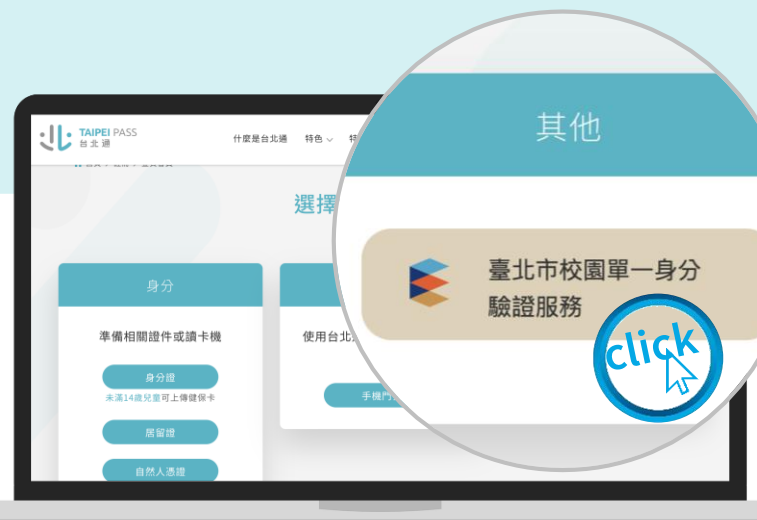 TAIPEI PASS
台北通
什麼是台北通
特色
選擇
身分
準備相關證件或讀卡機
身分證
未滿14歲兒童可上傳健保卡
居留證
自然人憑證
使用台北
手機門
其他
臺北市校園單一身分
驗證服務
click